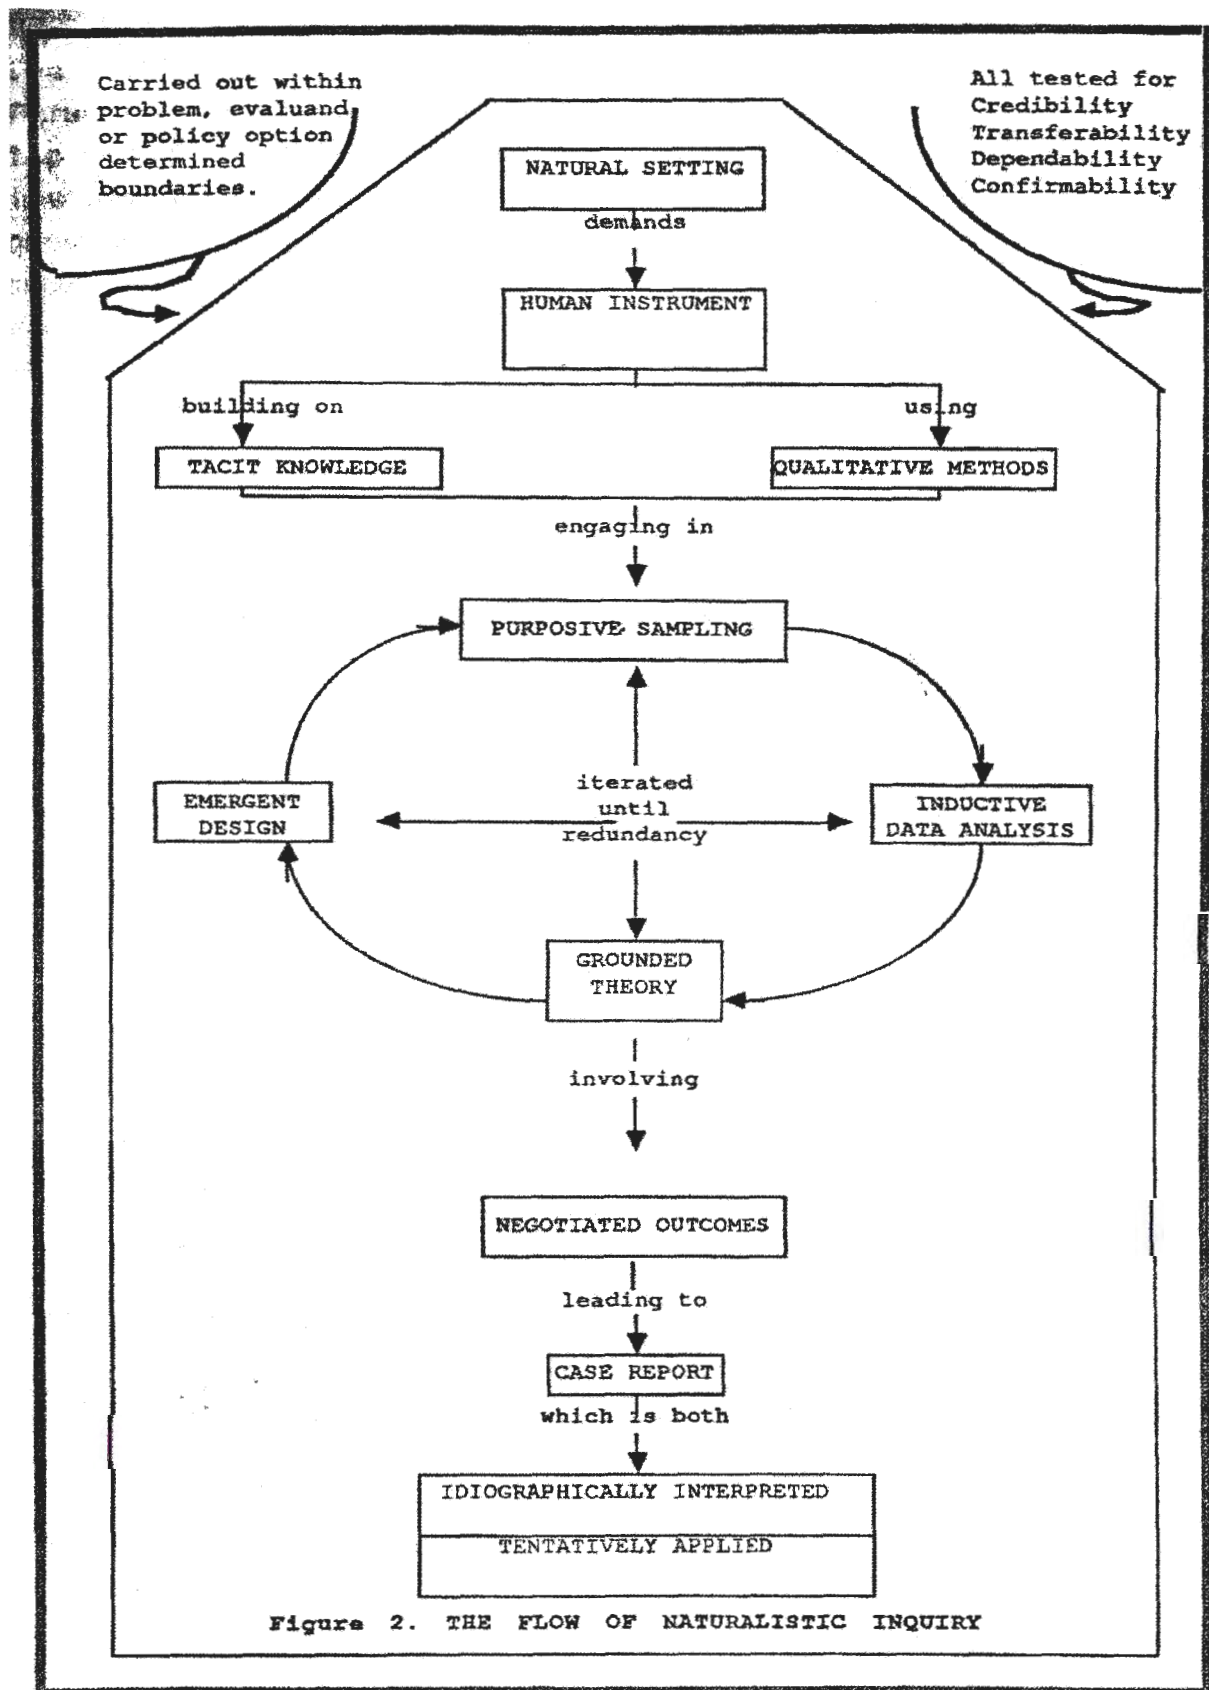 Carried out within
problem, evaluand
or policy option
determined
boundaries.
All tested for
Credibility
Transferability
Dependability
Confirmability
NATURAL SETTING
demands
HUMAN INSTRUMENT
building on
using
TACIT KNOWLEDGE
QUALITATIVE METHODS
engaging in
PURPOSIVE SAMPLING
iterated
until
redundancy
EMERGENT
DESIGN
INDUCTIVE
DATA ANALYSIS
GROUNDED
THEORY
involving
NEGOTIATED OUTCOMES
leading to
CASE REPORT
which is both
IDIOGRAPHICALLY INTERPRETED
TENTATIVELY APPLIED
Figure 2. THE FLOW OF NATURALISTIC INQUIRY